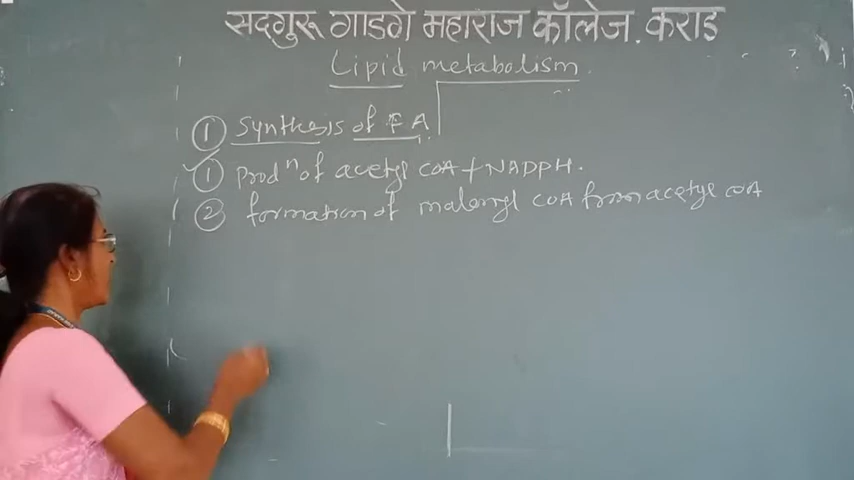 सदगुरू गाडगे महाराज कॉलेज. कराड
Lipid metabolism.
① Synthesis of FA
① Prodⁿ of acetyl COA + NADPH.
② formation of malonyl COA from acetyl COA